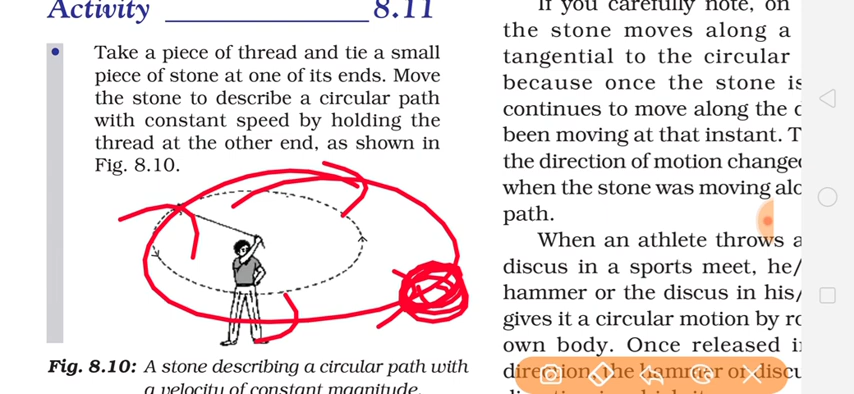 Activity ________________ 8.11
• Take a piece of thread and tie a small
piece of stone at one of its ends. Move
the stone to describe a circular path
with constant speed by holding the
thread at the other end, as shown in
Fig. 8.10.
Fig. 8.10: A stone describing a circular path with
a velocity of constant magnitude.
If you carefully note, on
the stone moves along a
tangential to the circular
because once the stone is
continues to move along the
been moving at that instant. T
the direction of motion change
when the stone was moving alo
path.
When an athlete throws a
discus in a sports meet, he/
hammer or the discus in his/
gives it a circular motion by ro
own body. Once released i
direction, the hammer or discu